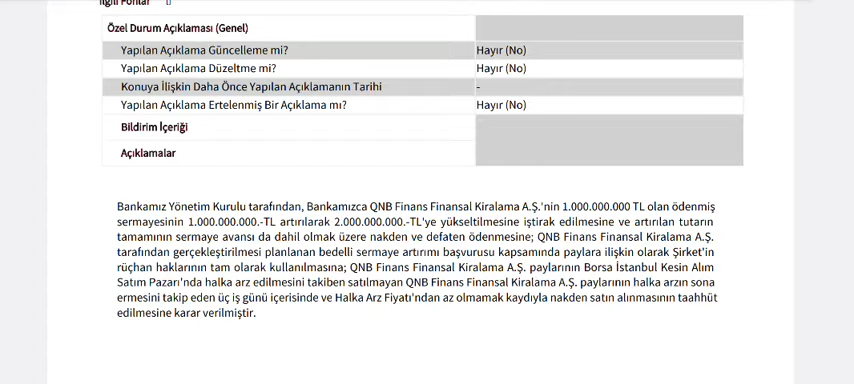 İlgili Fonlar []
Özel Durum Açıklaması (Genel)
Yapılan Açıklama Güncelleme mi? Hayır (No)
Yapılan Açıklama Düzeltme mi? Hayır (No)
Konuya İlişkin Daha Önce Yapılan Açıklamanın Tarihi -
Yapılan Açıklama Ertelenmiş Bir Açıklama mı? Hayır (No)
Bildirim İçeriği
Açıklamalar
Bankamız Yönetim Kurulu tarafından, Bankamızca QNB Finans Finansal Kiralama A.Ş.'nin 1.000.000.000 TL olan ödenmiş
sermayesinin 1.000.000.000.-TL artırılarak 2.000.000.000.-TL'ye yükseltilmesine iştirak edilmesine ve artırılan tutarın
tamamının sermaye avansı da dahil olmak üzere nakden ve defaten ödenmesine; QNB Finans Finansal Kiralama A.Ş.
tarafından gerçekleştirilmesi planlanan bedelli sermaye artırımı başvurusu kapsamında paylara ilişkin olarak Şirket'in
rüçhan haklarının tam olarak kullanılmasına; QNB Finans Finansal Kiralama A.Ş. paylarının Borsa İstanbul Kesin Alım
Satım Pazarı'nda halka arz edilmesini takiben satılmayan QNB Finans Finansal Kiralama A.Ş. paylarının halka arzın sona
ermesini takip eden üç iş günü içerisinde ve Halka Arz Fiyatı'ndan az olmamak kaydıyla nakden satın alınmasının taahhüt
edilmesine karar verilmiştir.